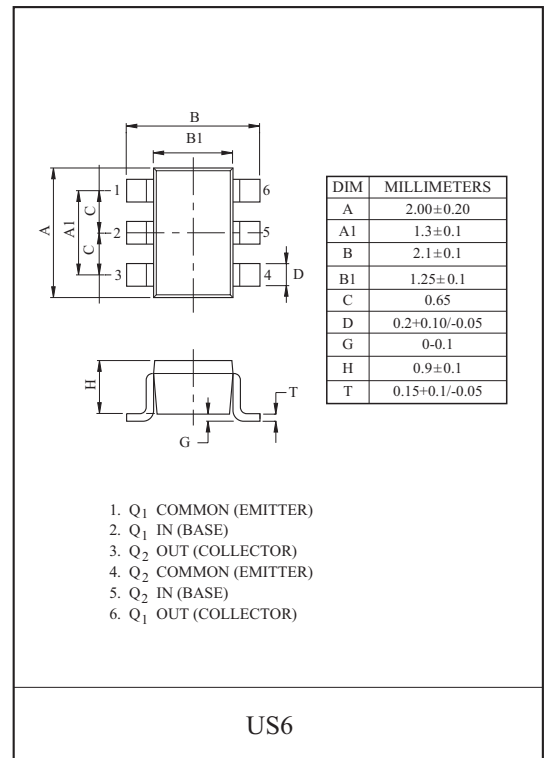 B
B1
1 6
A A1 C
2 5
C
3 4 D
H T
G
DIM MILLIMETERS
A 2.00±0.20
A1 1.3±0.1
B 2.1±0.1
B1 1.25±0.1
C 0.65
D 0.2+0.10/-0.05
G 0-0.1
H 0.9±0.1
T 0.15+0.1/-0.05
1. Q1 COMMON (EMITTER)
2. Q1 IN (BASE)
3. Q2 OUT (COLLECTOR)
4. Q2 COMMON (EMITTER)
5. Q2 IN (BASE)
6. Q1 OUT (COLLECTOR)
US6